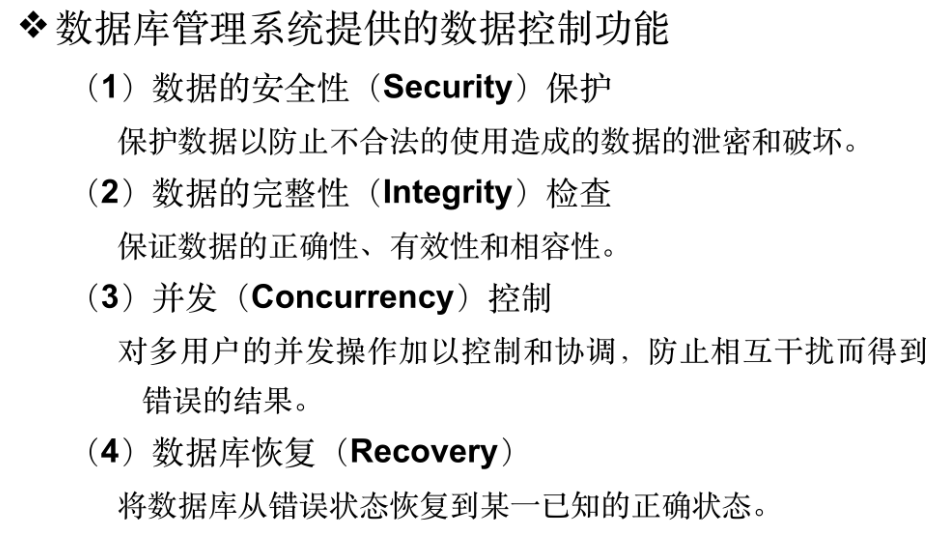 ❖数据库管理系统提供的数据控制功能
（1）数据的安全性（Security）保护
保护数据以防止不合法的使用造成的数据的泄密和破坏。
（2）数据的完整性（Integrity）检查
保证数据的正确性、有效性和相容性。
（3）并发（Concurrency）控制
对多用户的并发操作加以控制和协调，防止相互干扰而得到
错误的结果。
（4）数据库恢复（Recovery）
将数据库从错误状态恢复到某一已知的正确状态。